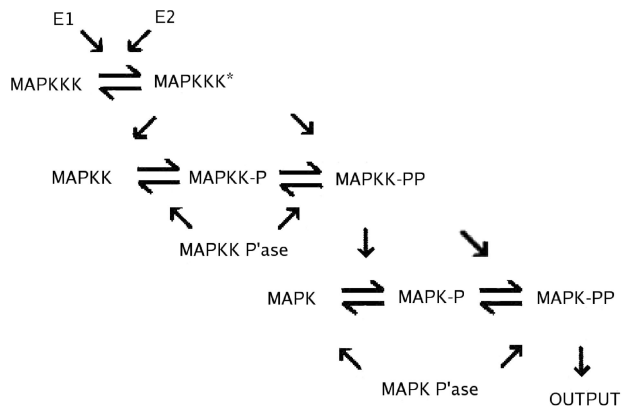 E1 E2
MAPKKK MAPKKK*
MAPKK MAPKK-P MAPKK-PP
MAPKK P'ase
MAPK MAPK-P MAPK-PP
MAPK P'ase
OUTPUT